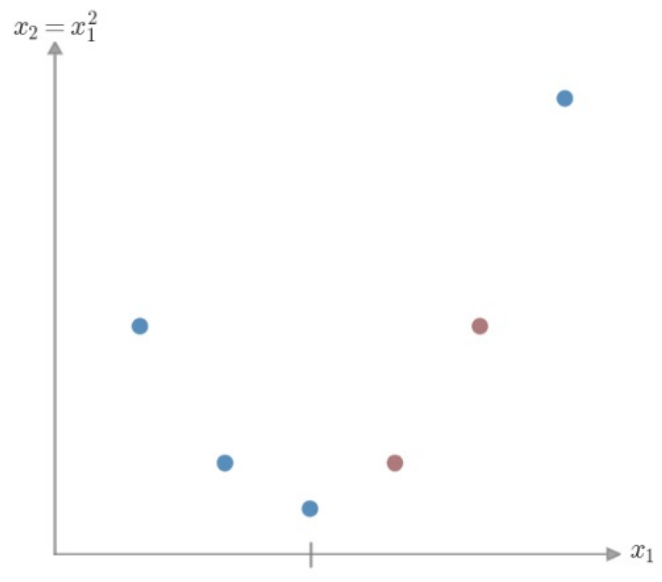 x₂ = x₁²
x₁